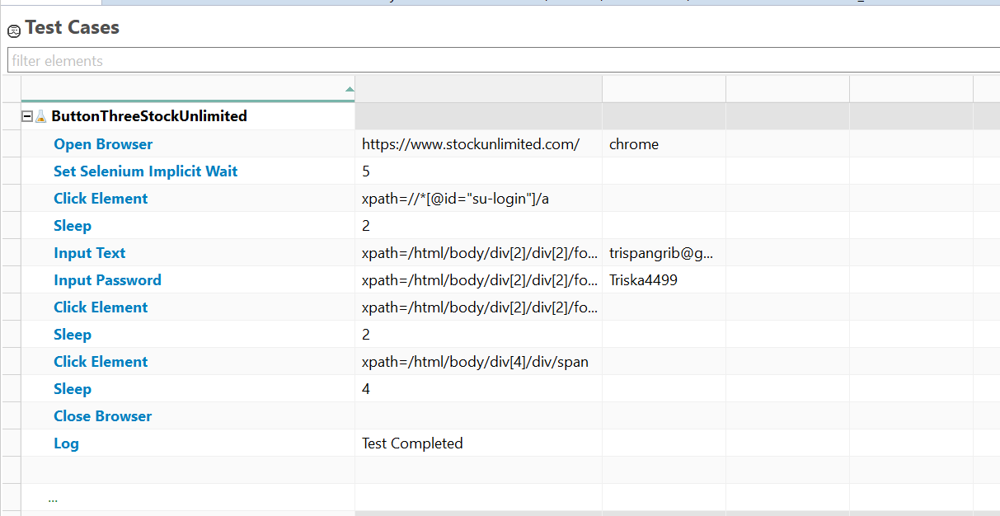 Test Cases
filter elements
ButtonThreeStockUnlimited
Open Browser https://www.stockunlimited.com/ chrome
Set Selenium Implicit Wait 5
Click Element xpath=//*[@id="su-login"]/a
Sleep 2
Input Text xpath=/html/body/div[2]/div[2]/fo... trispangrib@g...
Input Password xpath=/html/body/div[2]/div[2]/fo... Triska4499
Click Element xpath=/html/body/div[2]/div[2]/fo...
Sleep 2
Click Element xpath=/html/body/div[4]/div/span
Sleep 4
Close Browser
Log Test Completed
...